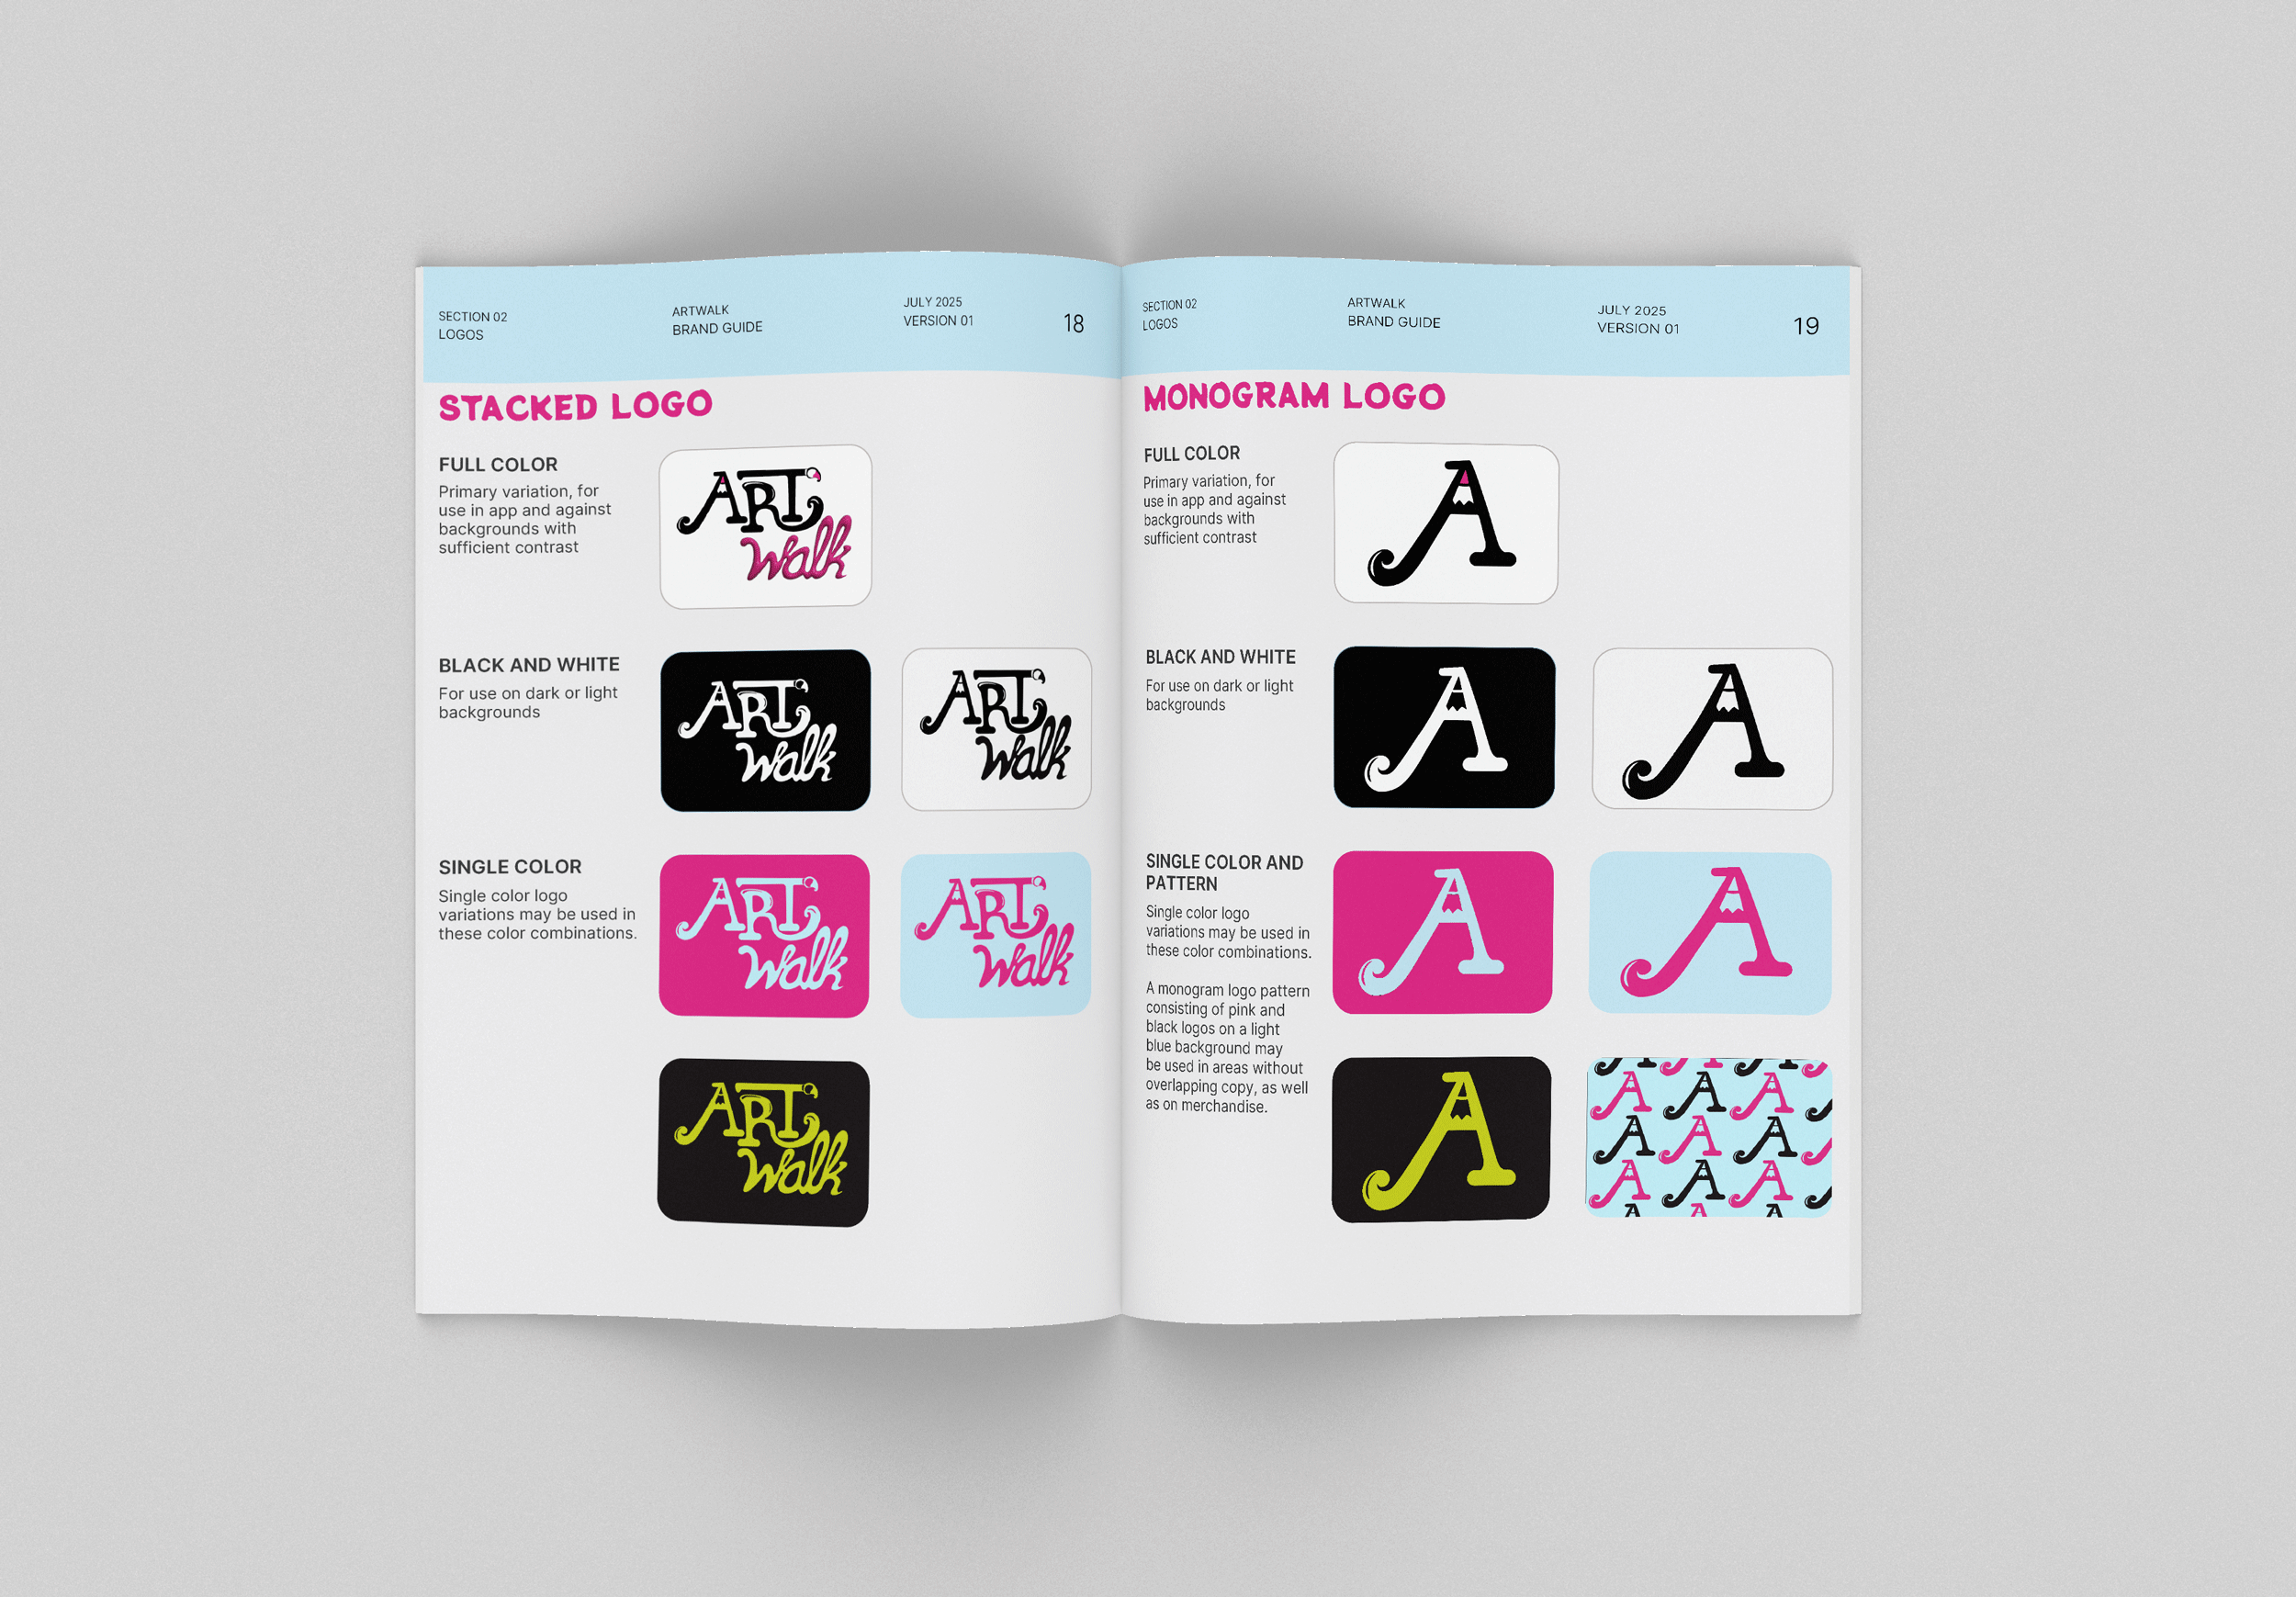 SECTION 02
LOGOS
ARTWALK
BRAND GUIDE
JULY 2025
VERSION 01
18
STACKED LOGO
FULL COLOR
Primary variation, for
use in app and against
backgrounds with
sufficient contrast
ART
Walk
BLACK AND WHITE
For use on dark or light
backgrounds
ART
Walk
ART
Walk
SINGLE COLOR
Single color logo
variations may be used in
these color combinations.
ART
Walk
ART
Walk
ART
Walk
SECTION 02
LOGOS
ARTWALK
BRAND GUIDE
JULY 2025
VERSION 01
19
MONOGRAM LOGO
FULL COLOR
Primary variation, for
use in app and against
backgrounds with
sufficient contrast
A
BLACK AND WHITE
For use on dark or light
backgrounds
A
A
SINGLE COLOR AND
PATTERN
Single color logo
variations may be used in
these color combinations.
A monogram logo pattern
consisting of pink and
black logos on a light
blue background may
be used in areas without
overlapping copy, as well
as on merchandise.
A
A
A
A A A
A A A
A A A